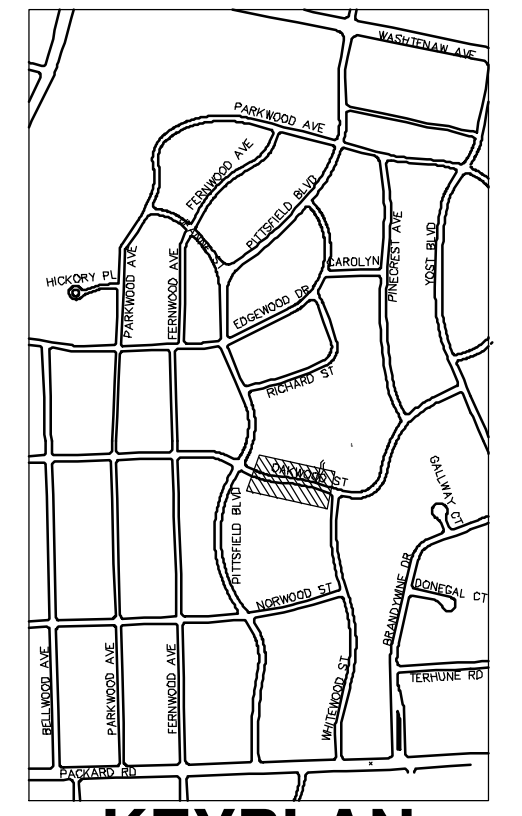 WASHTENAW AVE
PARKWOOD AVE
FERNWOOD AVE
PITTSFIELD BLVD
CAROLYN
PINECREST AVE
YOST BLVD
HICKORY PL
PARKWOOD AVE
FERNWOOD AVE
EDGEWOOD DR
RICHARD ST
OAKWOOD ST
GALLWAY CT
PITTSFIELD BLVD
NORWOOD ST
BRANDYWINE DR
DONEGAL CT
TERHUNE RD
BELLWOOD AVE
PARKWOOD AVE
FERNWOOD AVE
WHITEWOOD ST
PACKARD RD
KEYPLAN